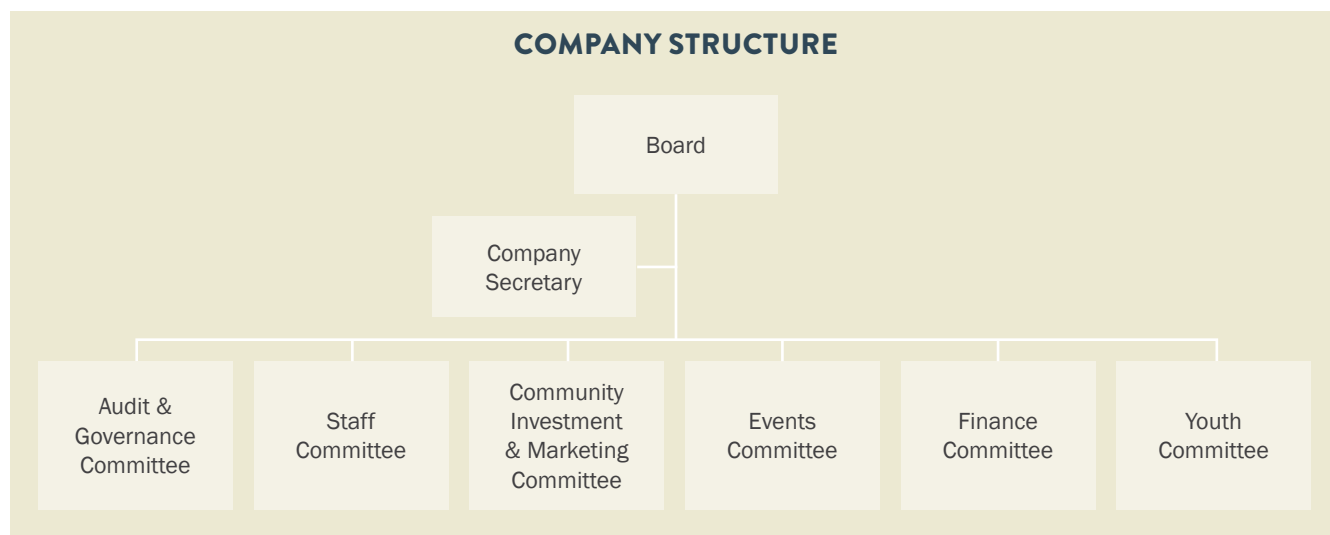 COMPANY STRUCTURE
Board
Company
Secretary
Audit &
Governance
Committee
Staff
Committee
Community
Investment
& Marketing
Committee
Events
Committee
Finance
Committee
Youth
Committee